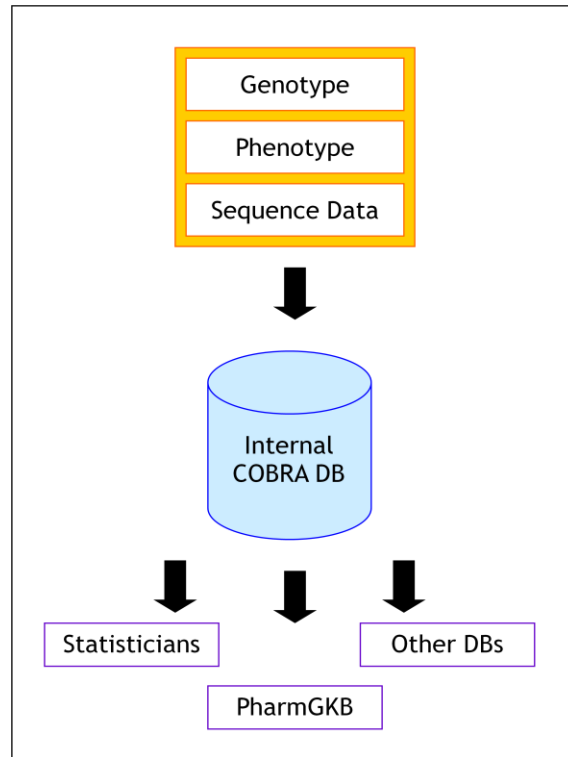 Genotype
Phenotype
Sequence Data
Internal
COBRA DB
Statisticians
Other DBs
PharmGKB